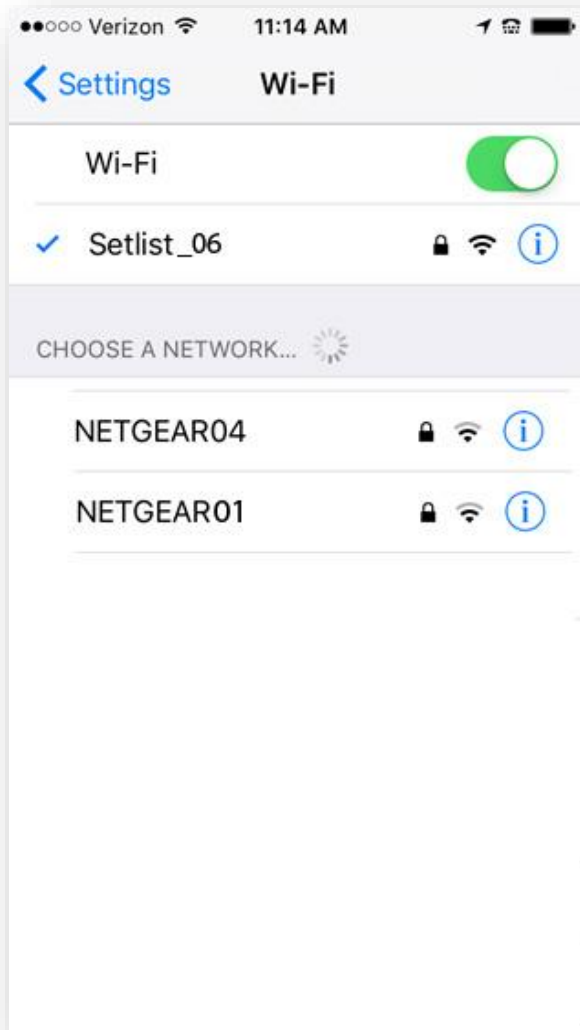 Verizon 11:14 AM
Settings Wi-Fi
Wi-Fi
Setlist_06
CHOOSE A NETWORK...
NETGEAR04
NETGEAR01